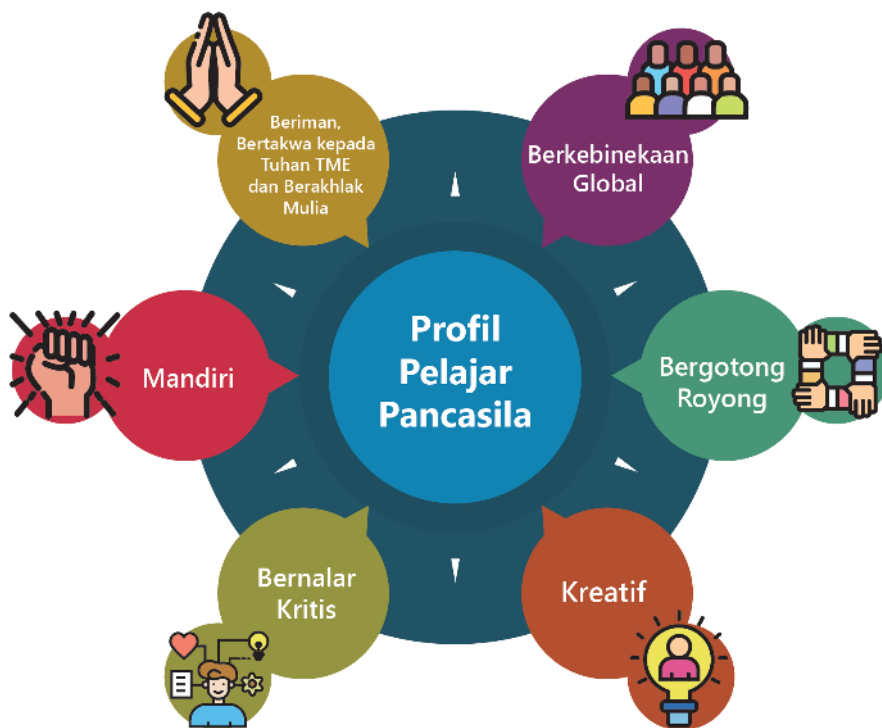 Beriman,
Bertakwa kepada
Tuhan TME
dan Berakhlak
Mulia
Berkebinekaan
Global
Mandiri
Profil
Pelajar
Pancasila
Bergotong
Royong
Bernalar
Kritis
Kreatif